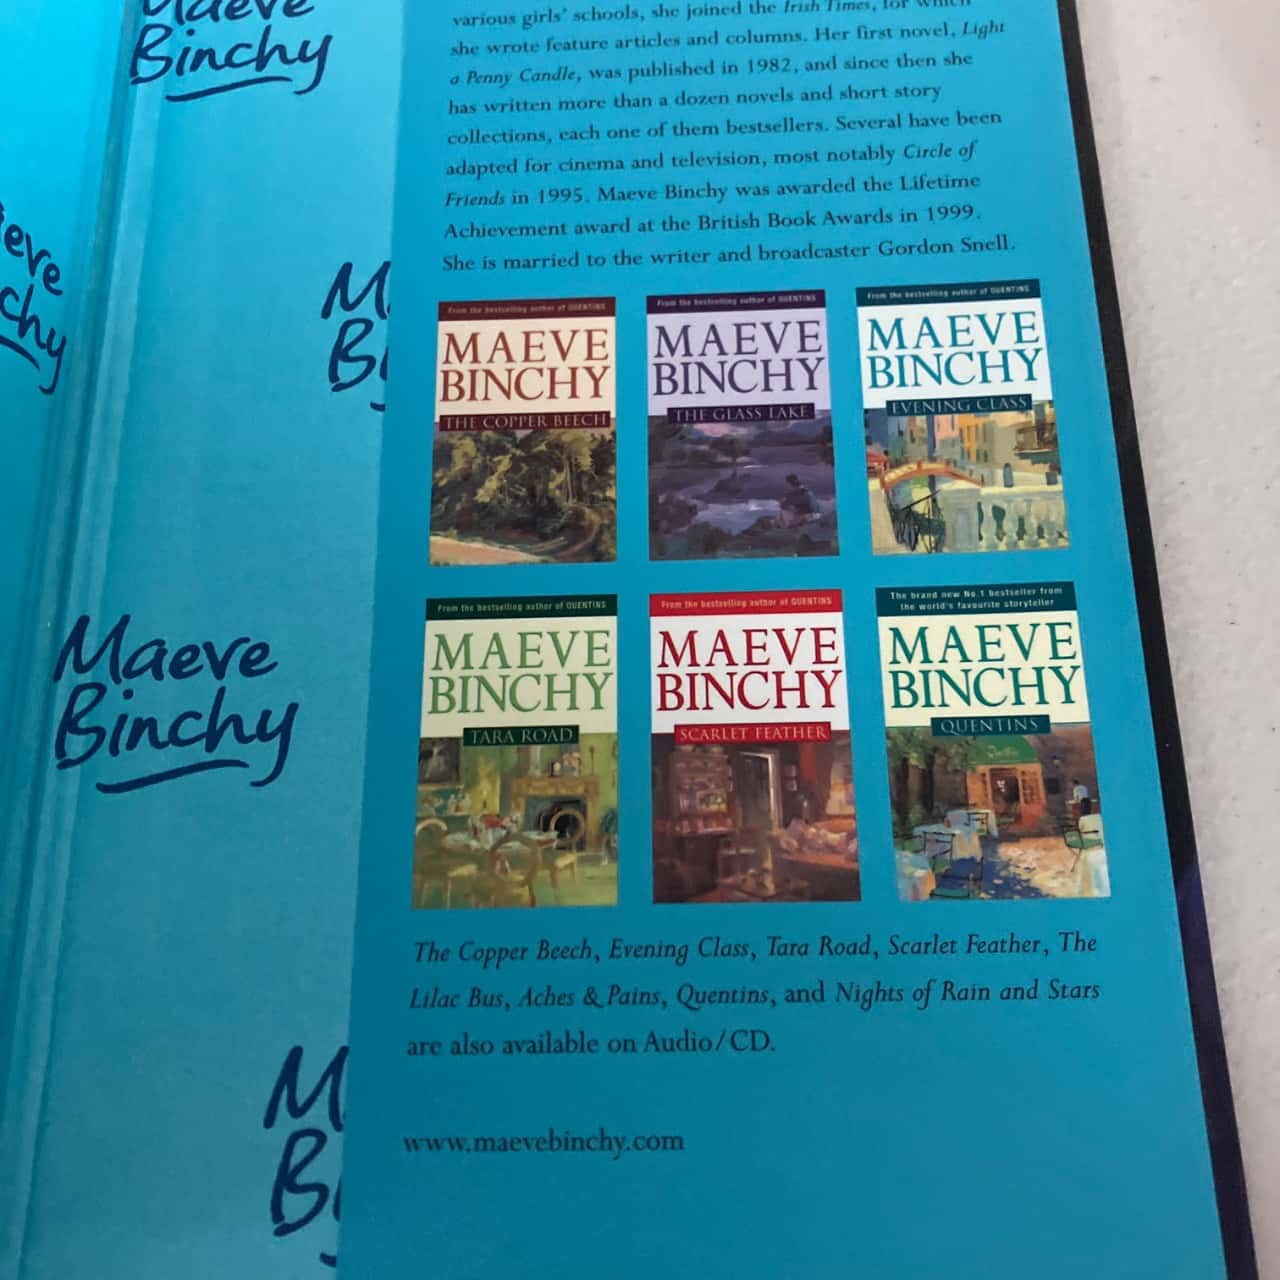 Maeve
Binchy
aeve
chy
M
B
Maeve
Binchy
M
B
various girls' schools, she joined the Irish Times, for which
she wrote feature articles and columns. Her first novel, Light
a Penny Candle, was published in 1982, and since then she
has written more than a dozen novels and short story
collections, each one of them bestsellers. Several have been
adapted for cinema and television, most notably Circle of
Friends in 1995. Maeve Binchy was awarded the Lifetime
Achievement award at the British Book Awards in 1999.
She is married to the writer and broadcaster Gordon Snell.
From the bestselling author of QUENTINS
MAEVE
BINCHY
THE COPPER BEECH
From the bestselling author of QUENTINS
MAEVE
BINCHY
THE GLASS LAKE
From the bestselling author of QUENTINS
MAEVE
BINCHY
EVENING CLASS
From the bestselling author of QUENTINS
MAEVE
BINCHY
TARA ROAD
From the bestselling author of QUENTINS
MAEVE
BINCHY
SCARLET FEATHER
The brand new No.1 bestseller from
the world's favourite storyteller
MAEVE
BINCHY
QUENTINS
The Copper Beech, Evening Class, Tara Road, Scarlet Feather, The
Lilac Bus, Aches & Pains, Quentins, and Nights of Rain and Stars
are also available on Audio/CD.
www.maevebinchy.com